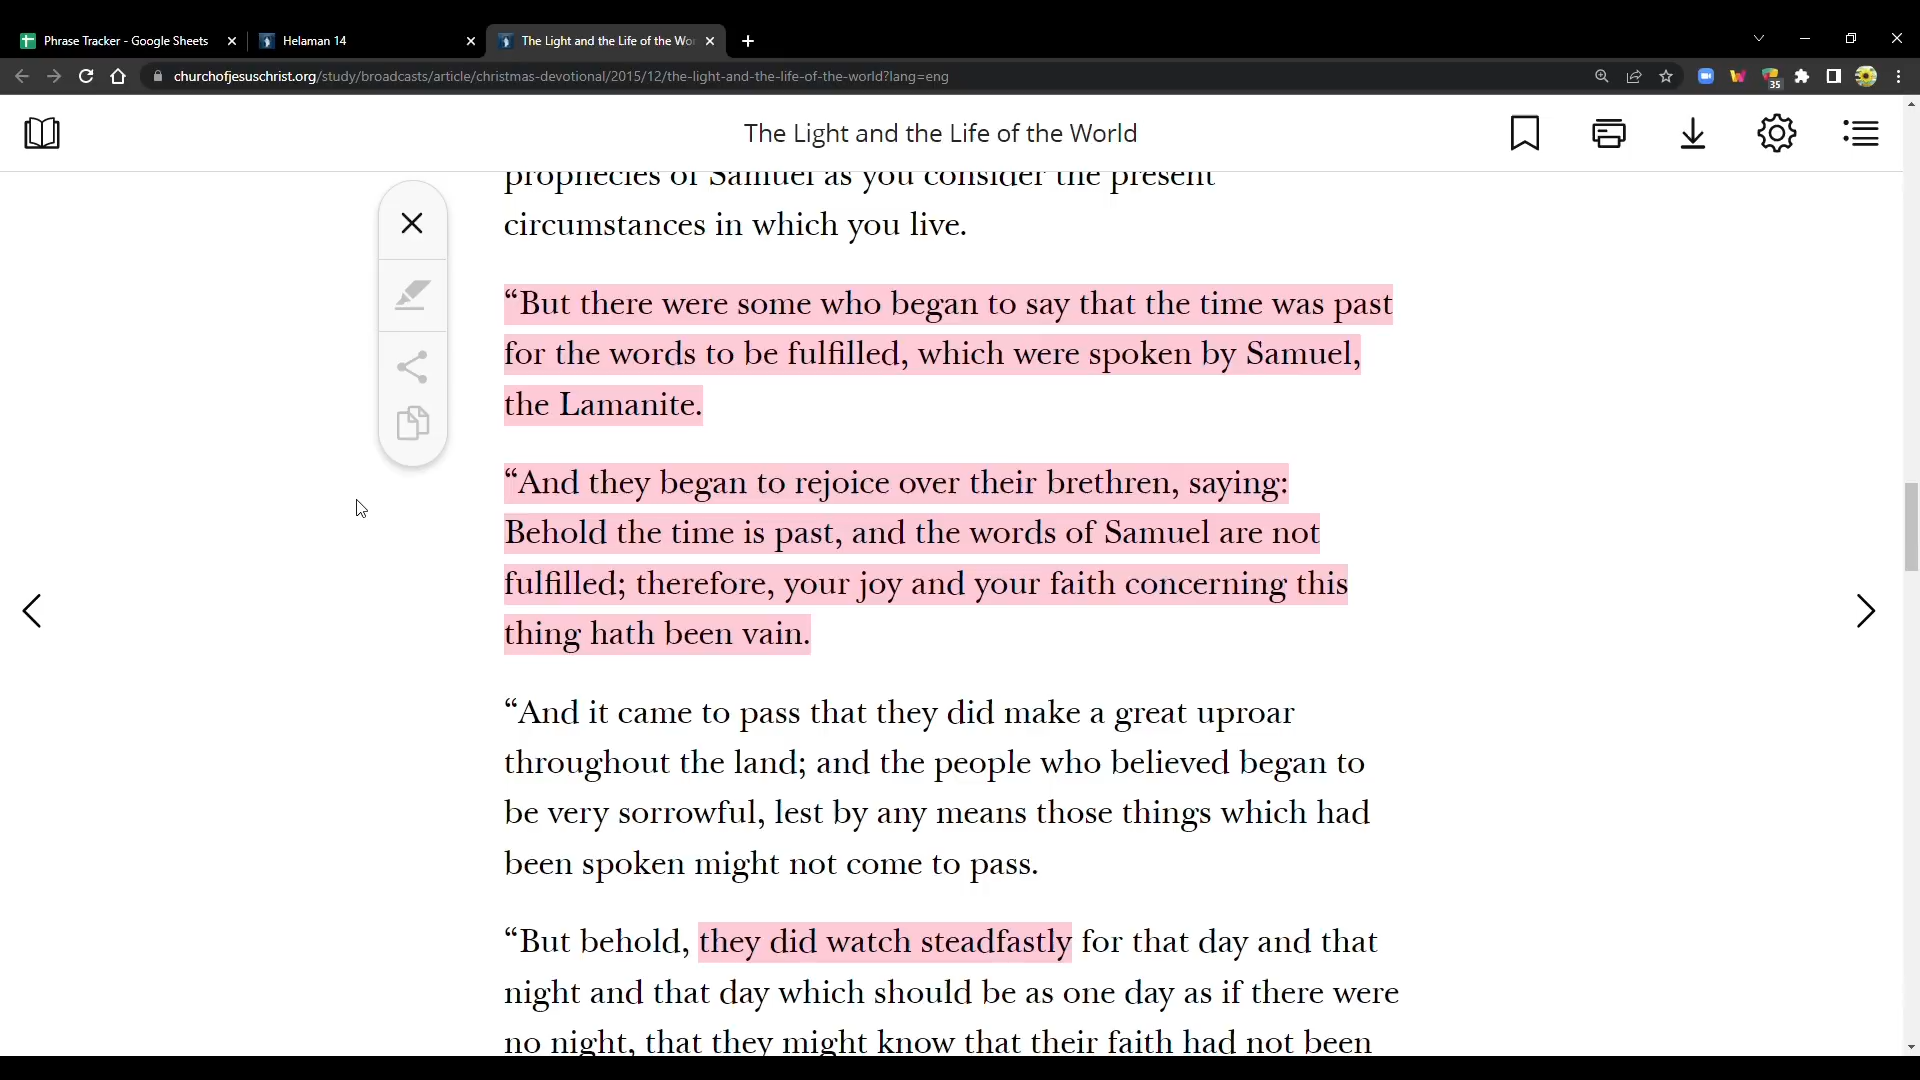 Phrase Tracker - Google Sheets
Helaman 14
The Light and the Life of the Wo
churchofjesuschrist.org/study/broadcasts/article/christmas-devotional/2015/12/the-light-and-the-life-of-the-world?lang=eng
35
The Light and the Life of the World
prophecies of Samuel as you consider the present
circumstances in which you live.
“But there were some who began to say that the time was past
for the words to be fulfilled, which were spoken by Samuel,
the Lamanite.
“And they began to rejoice over their brethren, saying:
Behold the time is past, and the words of Samuel are not
fulfilled; therefore, your joy and your faith concerning this
thing hath been vain.
“And it came to pass that they did make a great uproar
throughout the land; and the people who believed began to
be very sorrowful, lest by any means those things which had
been spoken might not come to pass.
“But behold, they did watch steadfastly for that day and that
night and that day which should be as one day as if there were
no night, that they might know that their faith had not been